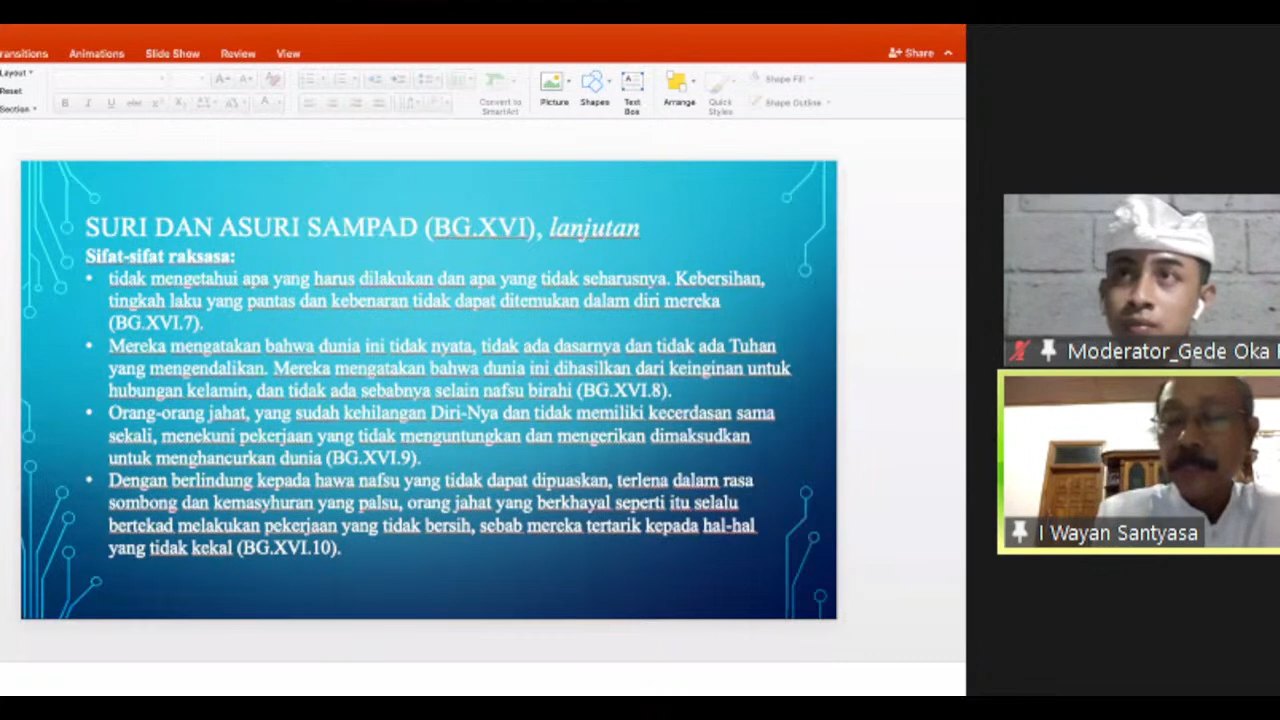 ransitions Animations Slide Show Review View Share
Layout
Reset
Section
Convert to SmartArt
Picture
Shapes
Text Box
Arrange
Quick Styles
Shape Fill
Shape Outline
SURI DAN ASURI SAMPAD (BG.XVI), lanjutan
Sifat-sifat raksasa:
• tidak mengetahui apa yang harus dilakukan dan apa yang tidak seharusnya. Kebersihan,
tingkah laku yang pantas dan kebenaran tidak dapat ditemukan dalam diri mereka
(BG.XVI.7).
• Mereka mengatakan bahwa dunia ini tidak nyata, tidak ada dasarnya dan tidak ada Tuhan
yang mengendalikan. Mereka mengatakan bahwa dunia ini dihasilkan dari keinginan untuk
hubungan kelamin, dan tidak ada sebabnya selain nafsu birahi (BG.XVI.8).
• Orang-orang jahat, yang sudah kehilangan Diri-Nya dan tidak memiliki kecerdasan sama
sekali, menekuni pekerjaan yang tidak menguntungkan dan mengerikan dimaksudkan
untuk menghancurkan dunia (BG.XVI.9).
• Dengan berlindung kepada hawa nafsu yang tidak dapat dipuaskan, terlena dalam rasa
sombong dan kemasyhuran yang palsu, orang jahat yang berkhayal seperti itu selalu
bertekad melakukan pekerjaan yang tidak bersih, sebab mereka tertarik kepada hal-hal
yang tidak kekal (BG.XVI.10).
Moderator_Gede Oka
I Wayan Santyasa